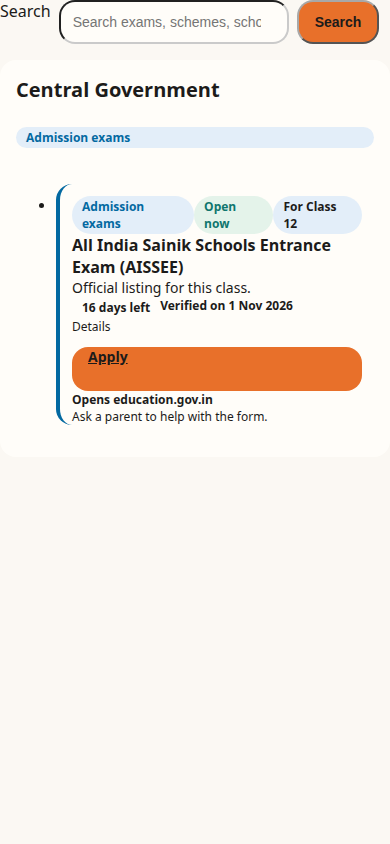 Search
Search exams, schemes, scho
Search
Central Government
Admission exams
Admission exams
Open now
For Class 12
All India Sainik Schools Entrance
Exam (AISSEE)
Official listing for this class.
16 days left
Verified on 1 Nov 2026
Details
Apply
Opens education.gov.in
Ask a parent to help with the form.